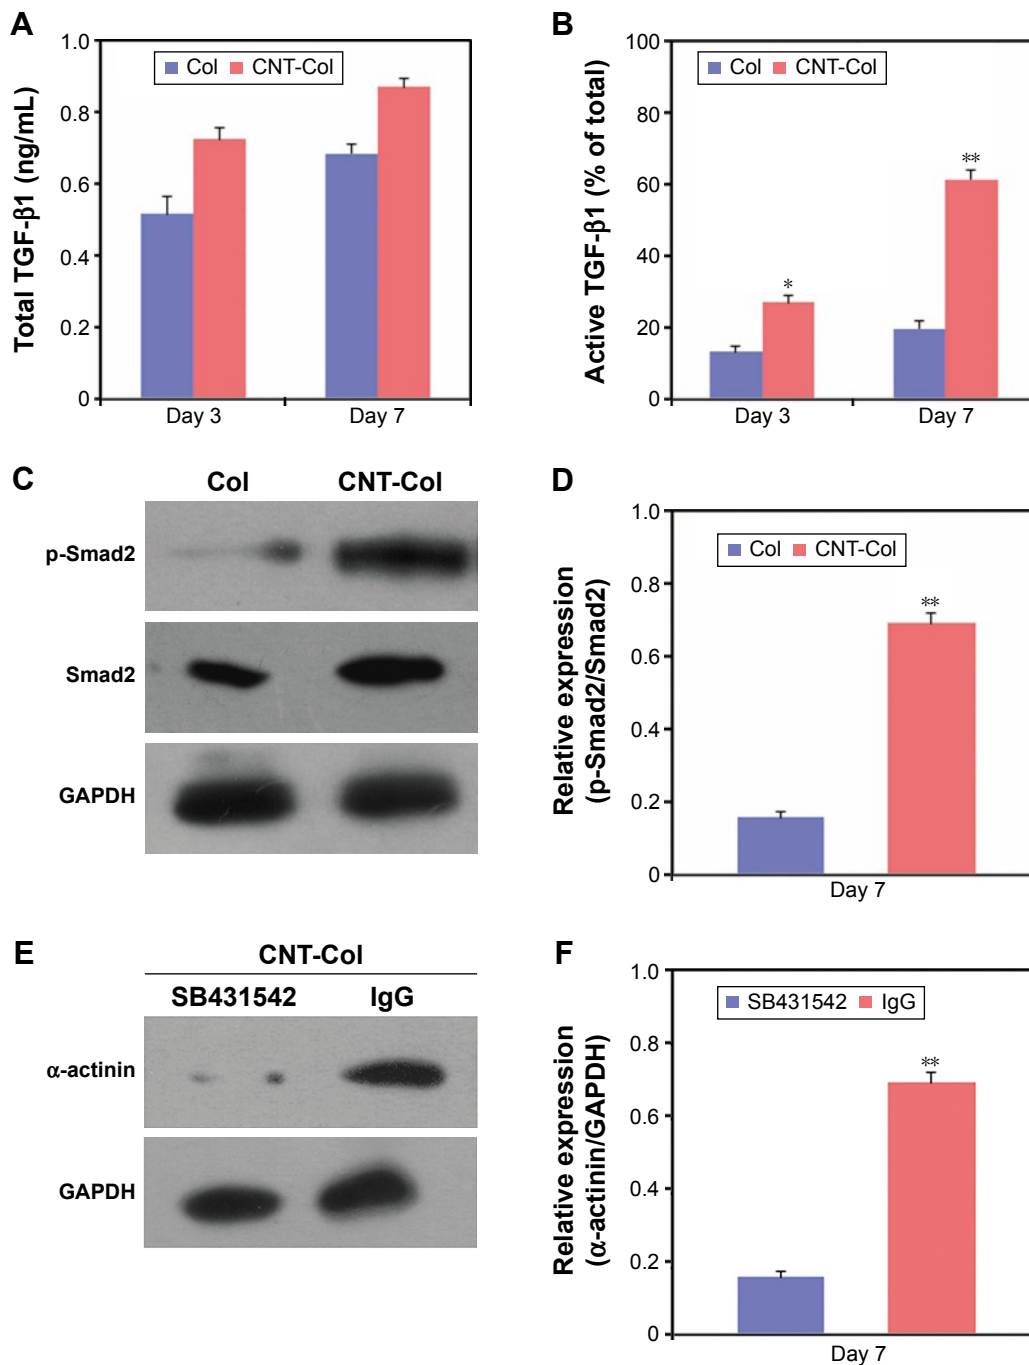 A
Total TGF-β1 (ng/mL)
1.0
0.8
0.6
0.4
0.2
0
Col CNT-Col
Day 3 Day 7
B
Active TGF-β1 (% of total)
100
80
60
40
20
0
Col CNT-Col
*
**
Day 3 Day 7
C
Col CNT-Col
p-Smad2
Smad2
GAPDH
D
Relative expression
(p-Smad2/Smad2)
1.0
0.8
0.6
0.4
0.2
0
Col CNT-Col
**
Day 7
E
CNT-Col
SB431542 IgG
α-actinin
GAPDH
F
Relative expression
(α-actinin/GAPDH)
1.0
0.8
0.6
0.4
0.2
0
SB431542 IgG
**
Day 7